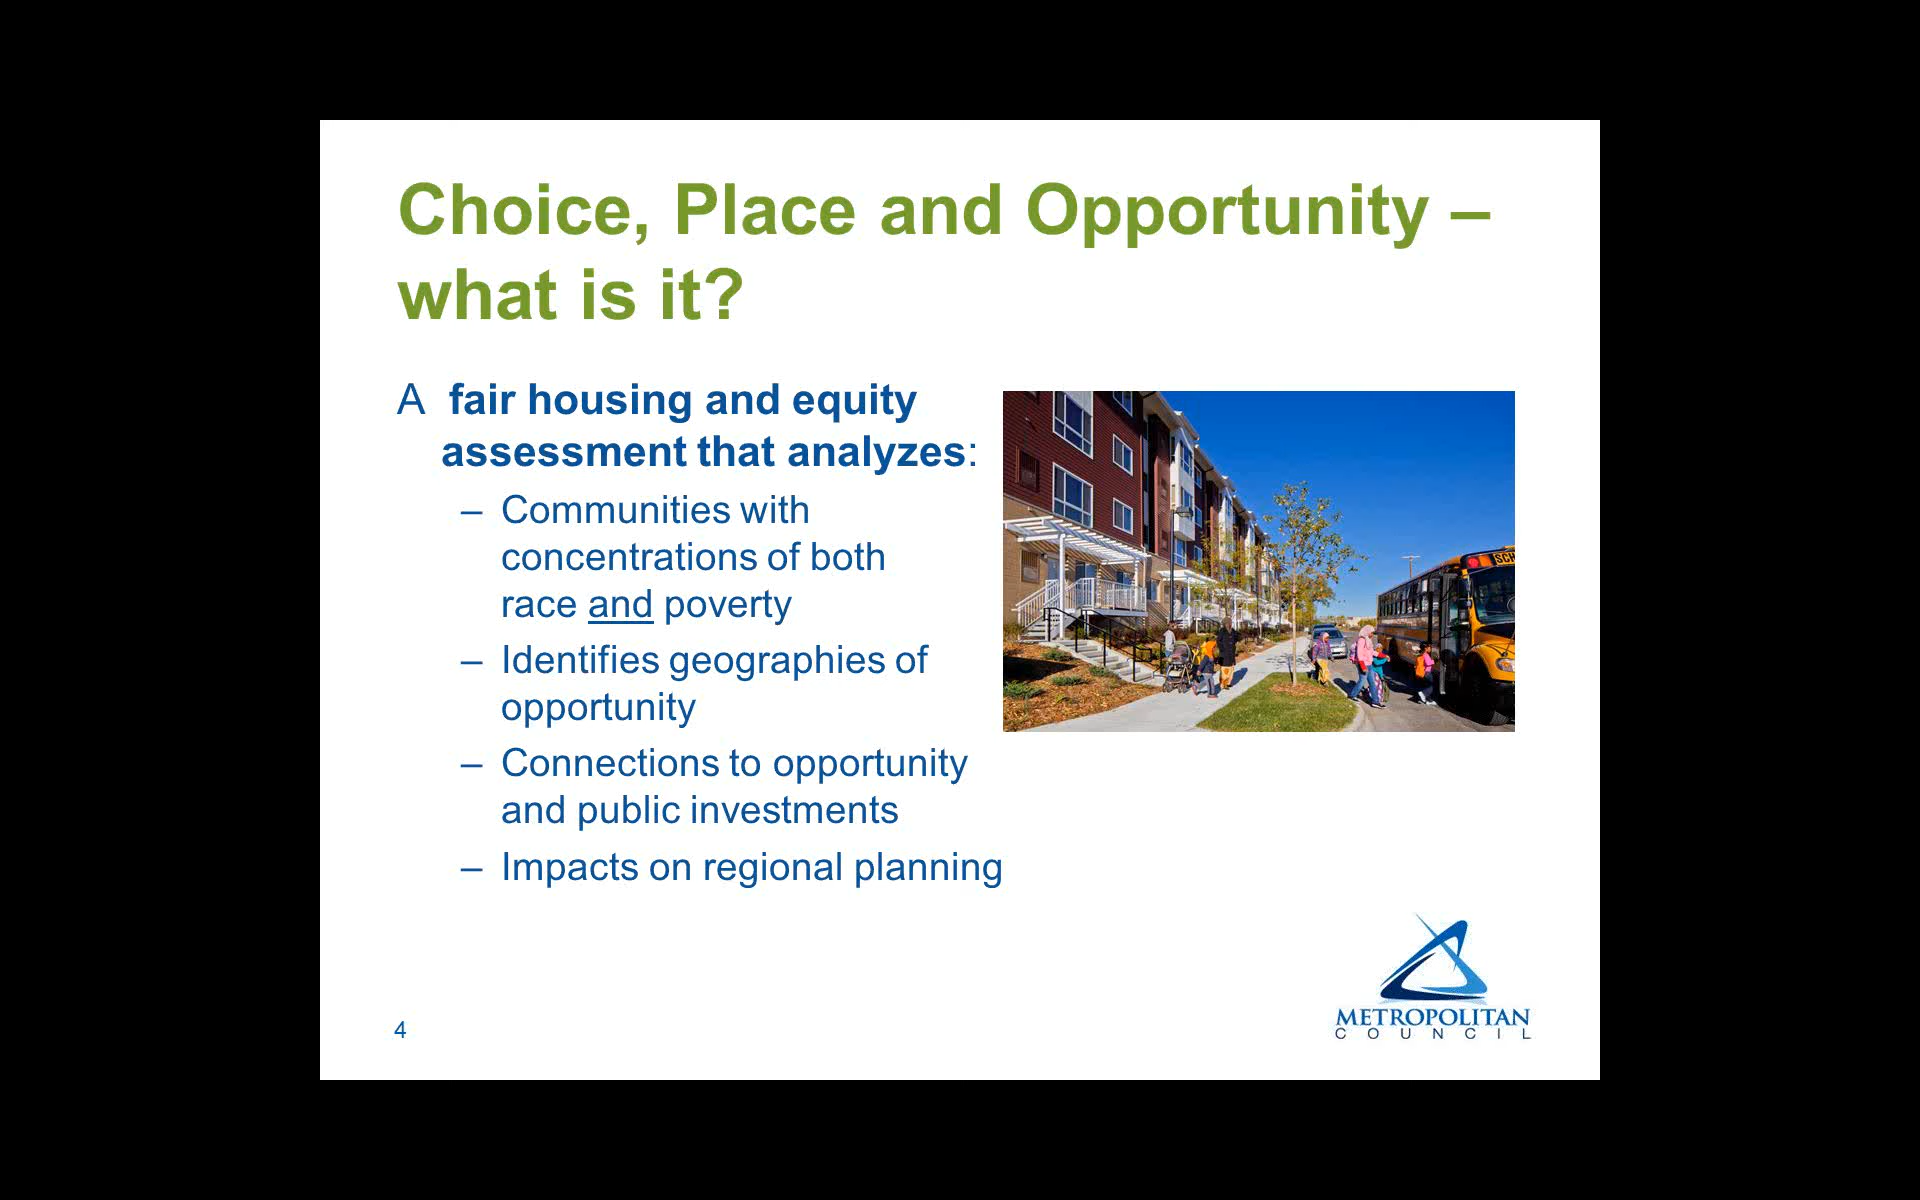 Choice, Place and Opportunity –
what is it?
A fair housing and equity
assessment that analyzes:
– Communities with
concentrations of both
race and poverty
– Identifies geographies of
opportunity
– Connections to opportunity
and public investments
– Impacts on regional planning
SCH
4
METROPOLITAN
COUNCIL